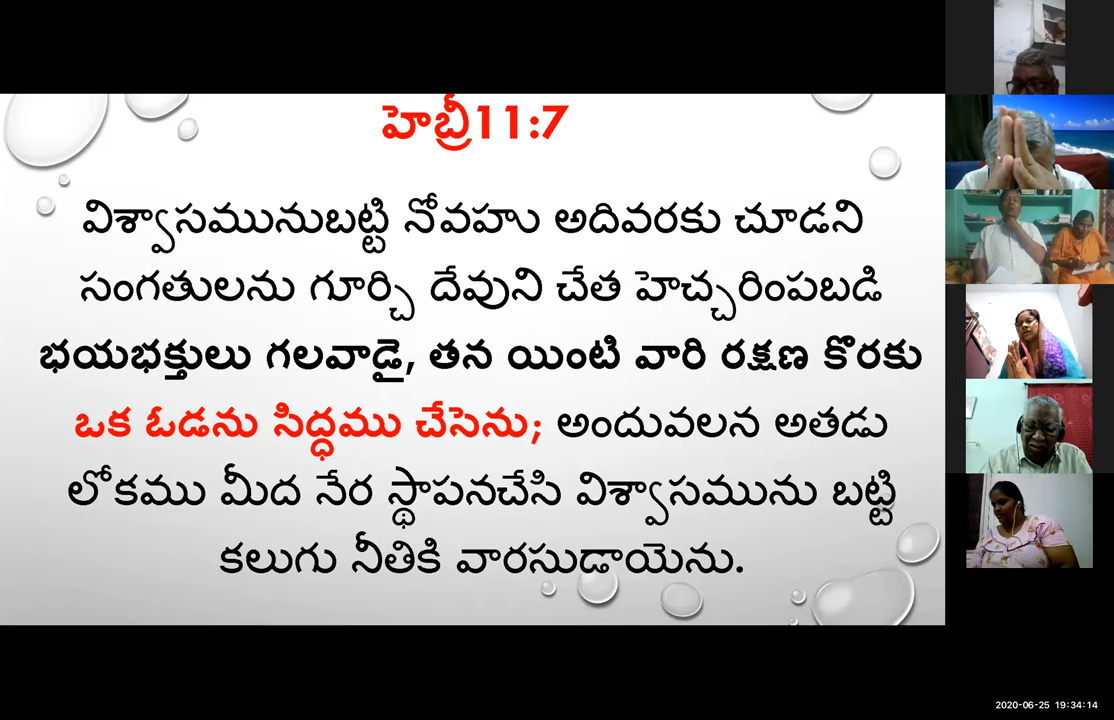 హెబ్రీ11:7
విశ్వాసమునుబట్టి నోవహు అదివరకు చూడని
సంగతులను గూర్చి దేవుని చేత హెచ్చరింపబడి
భయభక్తులు గలవాడై, తన యింటి వారి రక్షణ కొరకు
ఒక ఓడను సిద్ధము చేసెను; అందువలన అతడు
లోకము మీద నేర స్థాపనచేసి విశ్వాసమును బట్టి
కలుగు నీతికి వారసుడాయెను.
2020-06-25 19:34:14